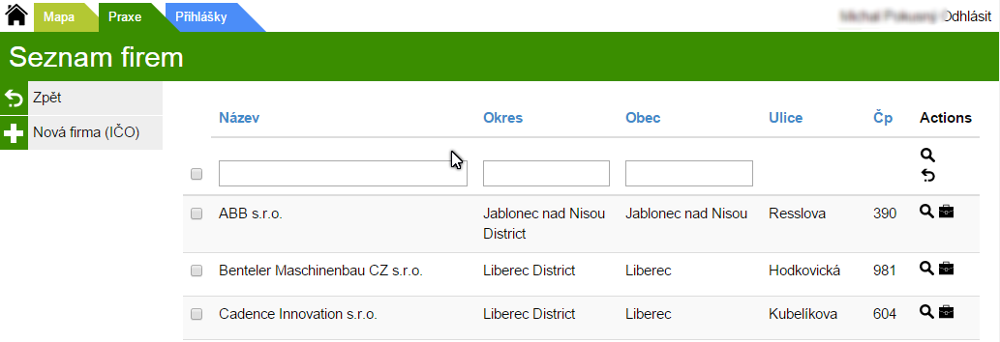 Mapa Praxe Přihlášky Odhlásit
Seznam firem
Zpět
Nová firma (IČO)
Název Okres Obec Ulice Čp Actions
ABB s.r.o. Jablonec nad Nisou Jablonec nad Nisou Resslova 390
District
Benteler Maschinenbau CZ s.r.o. Liberec District Liberec Hodkovická 981
Cadence Innovation s.r.o. Liberec District Liberec Kubelíkova 604